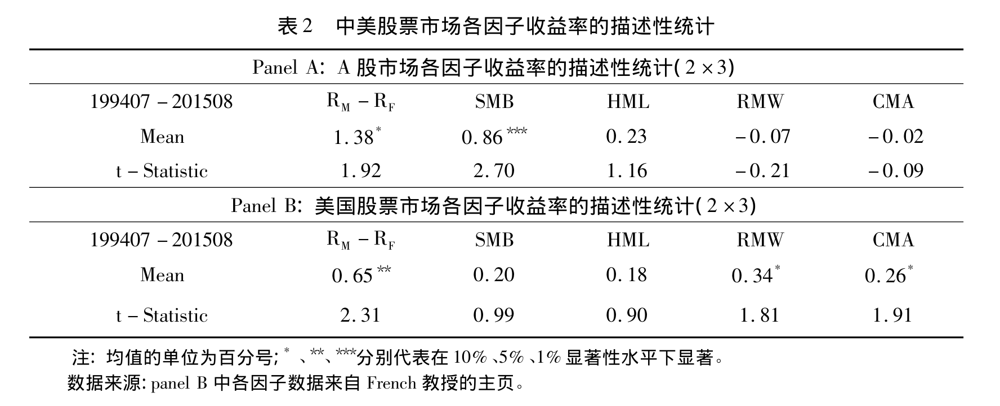 表 2 中美股票市场各因子收益率的描述性统计
Panel A: A 股市场各因子收益率的描述性统计( 2 ×3)
199407 -201508 R_M -R_F SMB HML RMW CMA
Mean 1.38* 0.86*** 0.23 -0.07 -0.02
t - Statistic 1.92 2.70 1.16 -0.21 -0.09
Panel B: 美国股票市场各因子收益率的描述性统计( 2 ×3)
199407 -201508 R_M -R_F SMB HML RMW CMA
Mean 0.65** 0.20 0.18 0.34* 0.26*
t - Statistic 2.31 0.99 0.90 1.81 1.91
注: 均值的单位为百分号; * 、**、***分别代表在 10% 、5% 、1% 显著性水平下显著。
数据来源: panel B 中各因子数据来自 French 教授的主页。